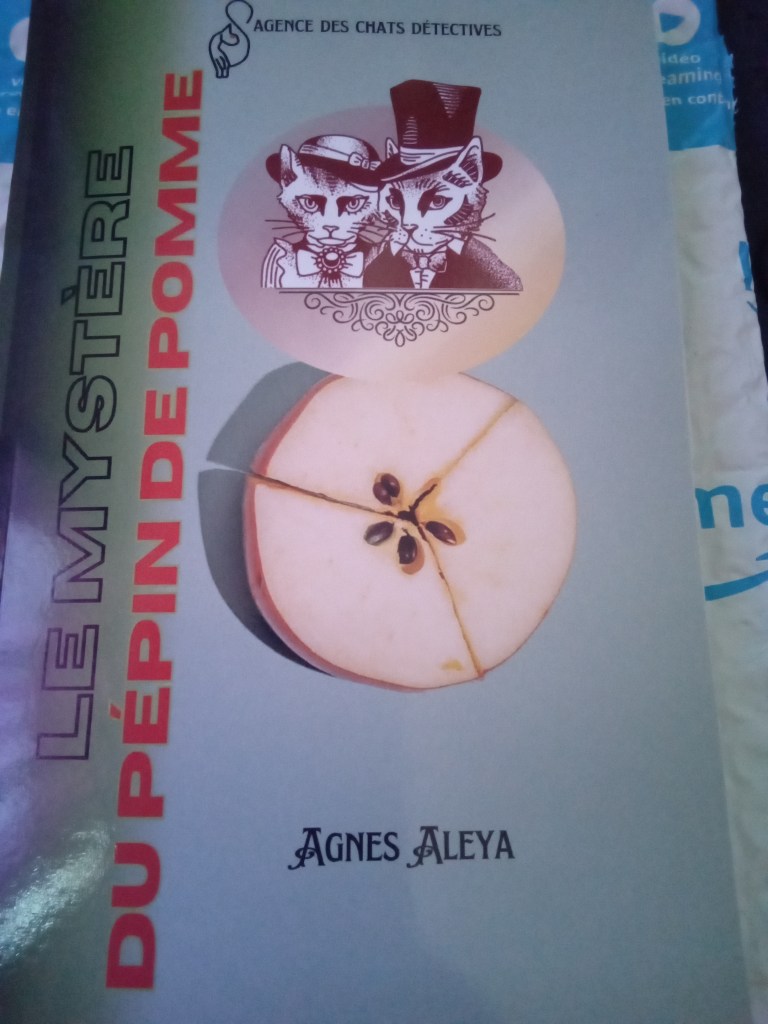 AGENCE DES CHATS DÉTECTIVES
LE MYSTÈRE
DU PÉPIN DE POMME
AGNES ALEYA